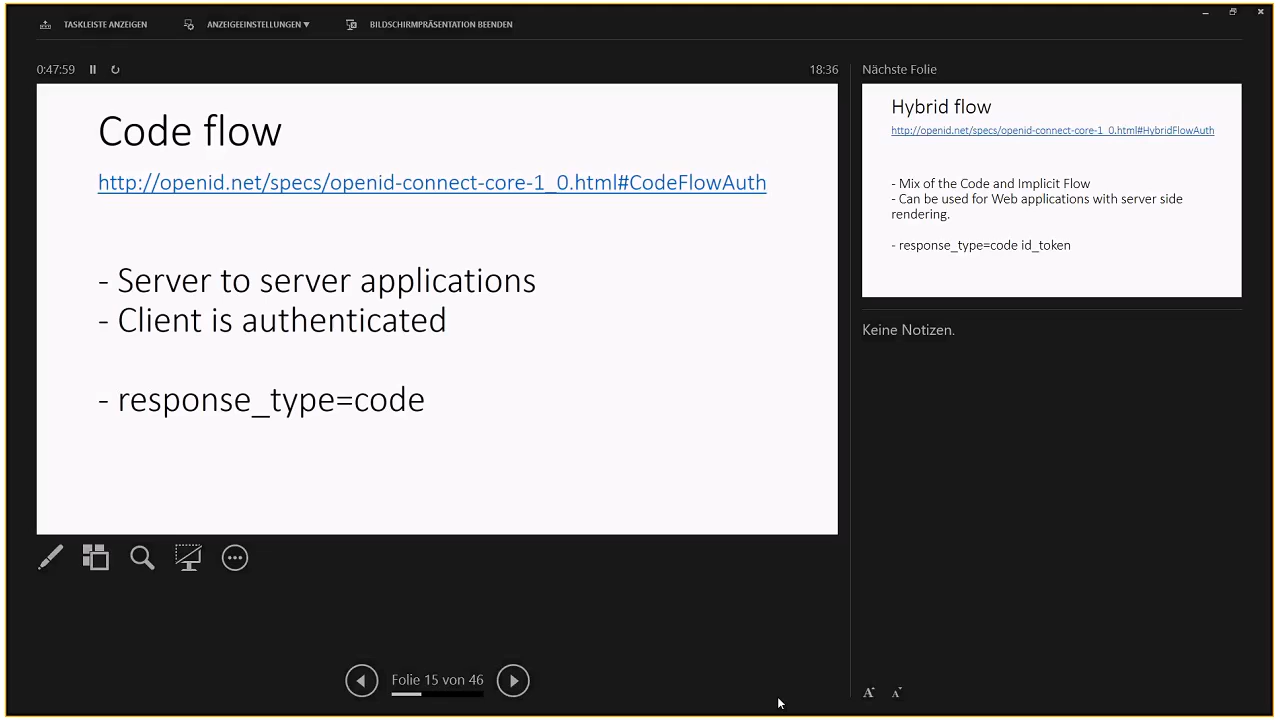 TASKLEISTE ANZEIGEN
ANZEIGEEINSTELLUNGEN
BILDSCHIRMPRÄSENTATION BEENDEN
0:47:59
18:36
Code flow
http://openid.net/specs/openid-connect-core-1_0.html#CodeFlowAuth
- Server to server applications
- Client is authenticated
- response_type=code
Nächste Folie
Hybrid flow
http://openid.net/specs/openid-connect-core-1_0.html#HybridFlowAuth
- Mix of the Code and Implicit Flow
- Can be used for Web applications with server side
rendering.
- response_type=code id_token
Keine Notizen.
Folie 15 von 46
A
A